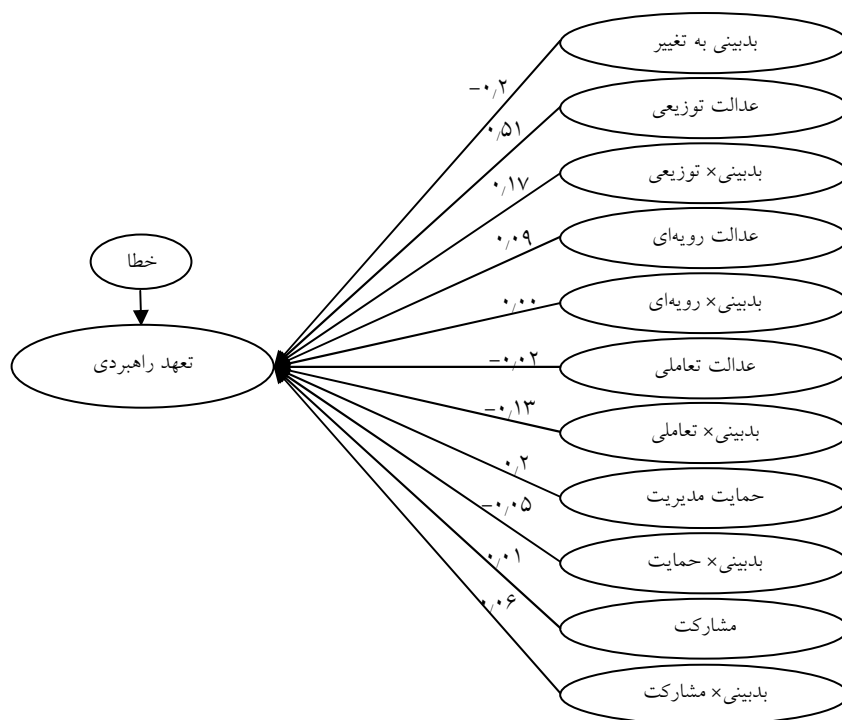 بدبینی به تغییر
-۰٫۲
عدالت توزیعی
۰٫۵۱
بدبینی× توزیعی
۰٫۱۷
عدالت رویه‌ای
۰٫۰۹
بدبینی× رویه‌ای
۰٫۰۰
عدالت تعاملی
-۰٫۰۲
بدبینی× تعاملی
-۰٫۱۳
حمایت مدیریت
۰٫۲
بدبینی× حمایت
-۰٫۰۵
مشارکت
۰٫۰۱
بدبینی× مشارکت
۰٫۰۶
خطا
تعهد راهبردی